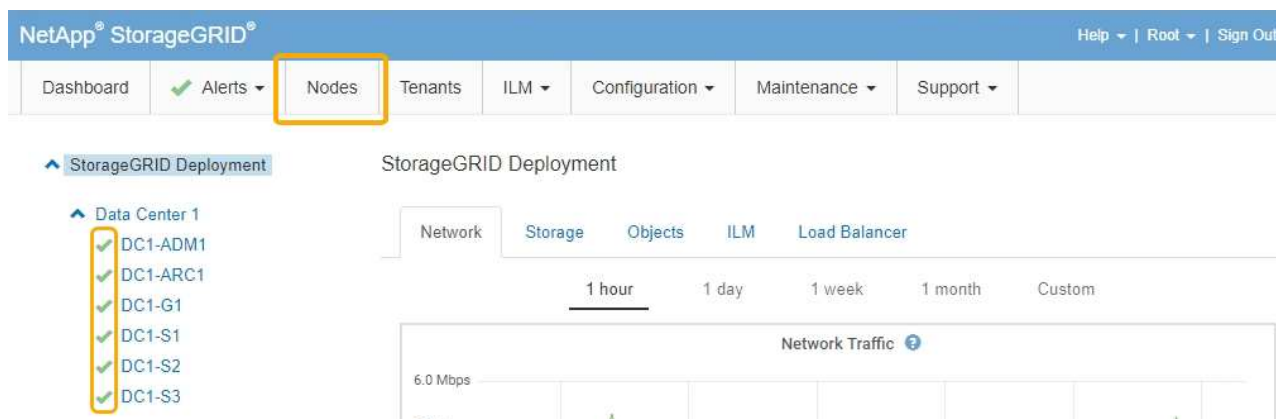 NetApp® StorageGRID®
Help | Root | Sign Out
Dashboard Alerts Nodes Tenants ILM Configuration Maintenance Support
StorageGRID Deployment
StorageGRID Deployment
Data Center 1
DC1-ADM1
DC1-ARC1
DC1-G1
DC1-S1
DC1-S2
DC1-S3
Network Storage Objects ILM Load Balancer
1 hour 1 day 1 week 1 month Custom
Network Traffic
6.0 Mbps